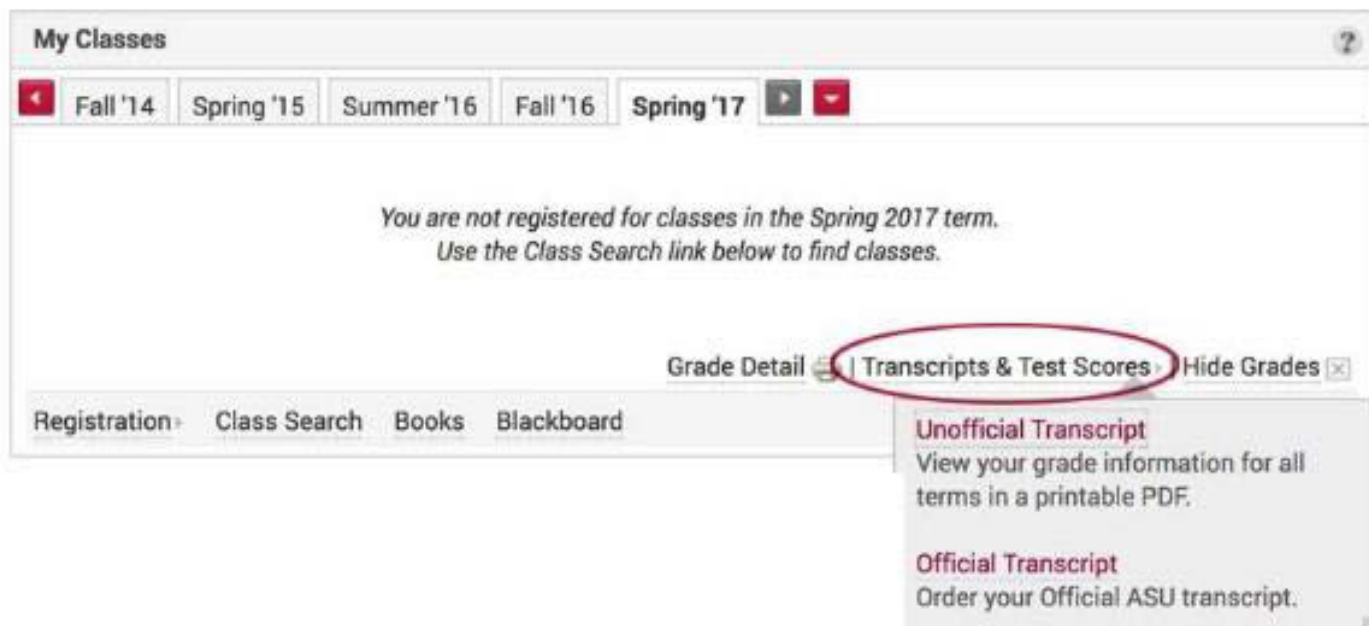 My Classes ?
Fall '14 Spring '15 Summer '16 Fall '16 Spring '17
You are not registered for classes in the Spring 2017 term.
Use the Class Search link below to find classes.
Grade Detail | Transcripts & Test Scores | Hide Grades
Registration Class Search Books Blackboard
Unofficial Transcript
View your grade information for all
terms in a printable PDF.
Official Transcript
Order your Official ASU transcript.